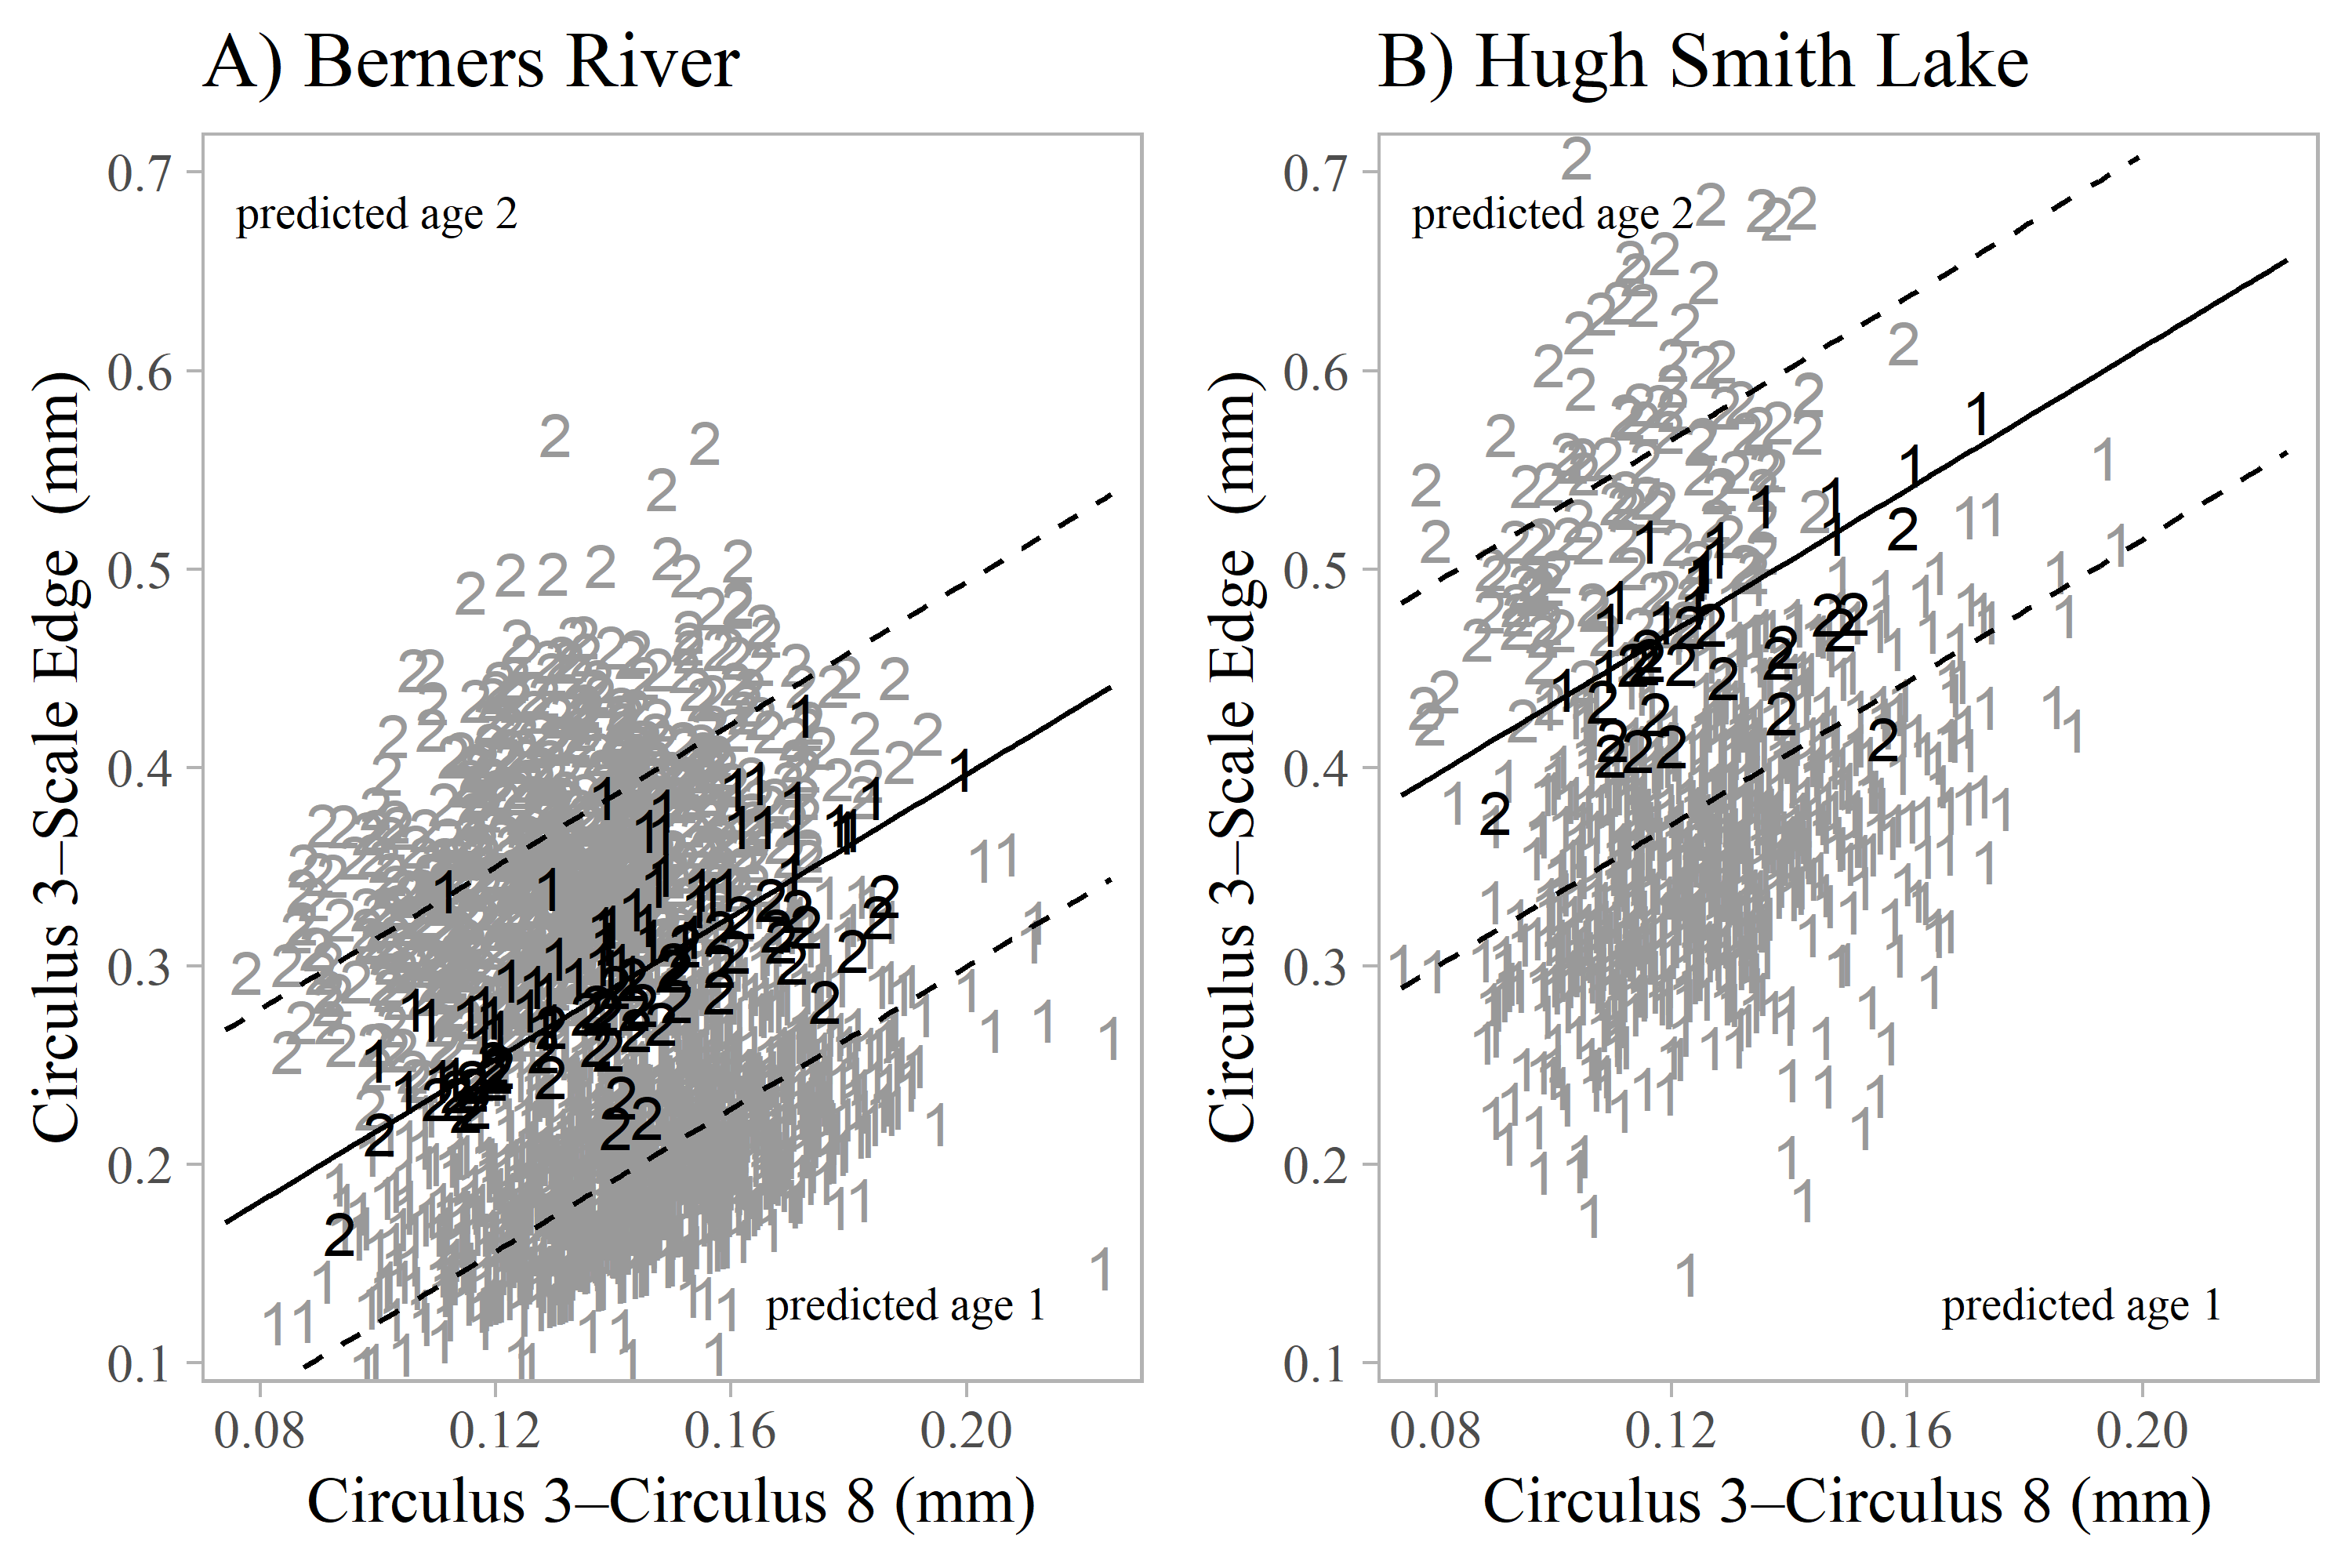 A) Berners River
B) Hugh Smith Lake
Circulus 3–Scale Edge (mm)
0.7
0.6
0.5
0.4
0.3
0.2
0.1
predicted age 2
predicted age 1
0.08 0.12 0.16 0.20
Circulus 3–Circulus 8 (mm)
Circulus 3–Scale Edge (mm)
0.7
0.6
0.5
0.4
0.3
0.2
0.1
predicted age 2
predicted age 1
0.08 0.12 0.16 0.20
Circulus 3–Circulus 8 (mm)